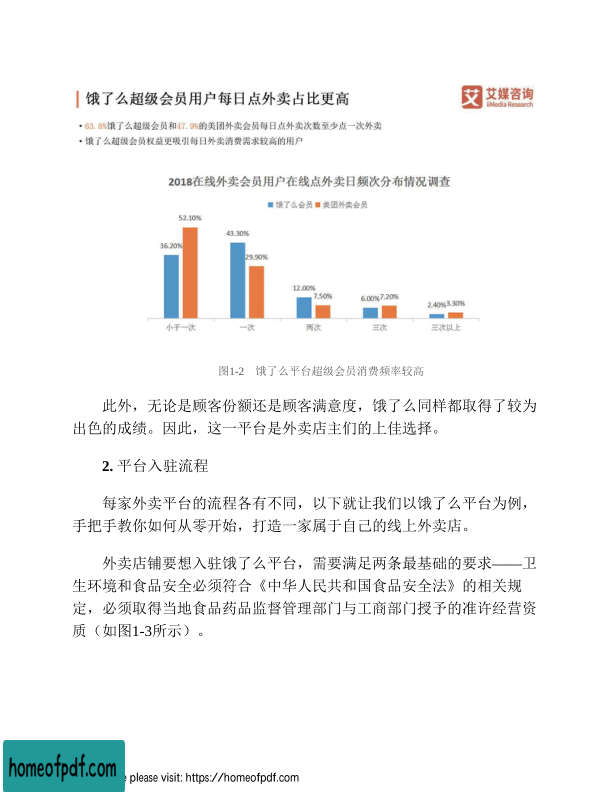 饿了么超级会员用户每日点外卖占比更高
艾媒咨询
iiMedia Research
• 63.8%饿了么超级会员和47.9%的美团外卖会员每日点外卖次数至少点一次外卖
• 饿了么超级会员权益更吸引每日外卖消费需求较高的用户
2018在线外卖会员用户在线点外卖日频次分布情况调查
饿了么会员 美团外卖会员
52.10%
36.20%
43.30%
29.90%
12.00%
7.50%
6.00%
7.20%
2.40%
3.30%
小于一次 一次 两次 三次 三次以上
图1-2 饿了么平台超级会员消费频率较高
此外，无论是顾客份额还是顾客满意度，饿了么同样都取得了较为
出色的成绩。因此，这一平台是外卖店主们的上佳选择。
2. 平台入驻流程
每家外卖平台的流程各有不同，以下就让我们以饿了么平台为例，
手把手教你如何从零开始，打造一家属于自己的线上外卖店。
外卖店铺要想入驻饿了么平台，需要满足两条最基础的要求——卫
生环境和食品安全必须符合《中华人民共和国食品安全法》的相关规
定，必须取得当地食品药品监督管理部门与工商部门授予的准许经营资
质（如图1-3所示）。
homeofpdf.com
please visit: https://homeofpdf.com